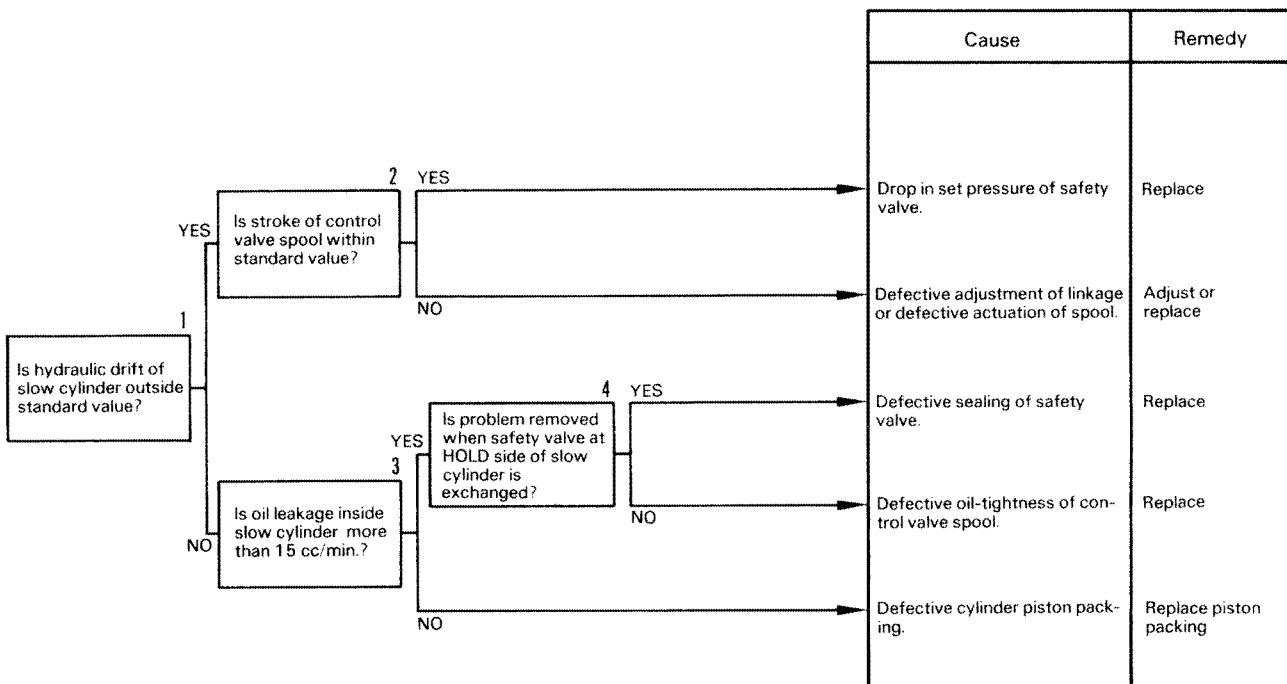 Cause
Remedy
2
YES
Is stroke of control
valve spool within
standard value?
YES
Drop in set pressure of safety
valve.
Replace
NO
Defective adjustment of linkage
or defective actuation of spool.
Adjust or
replace
1
Is hydraulic drift of
slow cylinder outside
standard value?
4
YES
Is problem removed
when safety valve at
HOLD side of slow
cylinder is
exchanged?
YES
Defective sealing of safety
valve.
Replace
3
Is oil leakage inside
slow cylinder more
than 15 cc/min.?
NO
NO
Defective oil-tightness of con-
trol valve spool.
Replace
NO
Defective cylinder piston pack-
ing.
Replace piston
packing